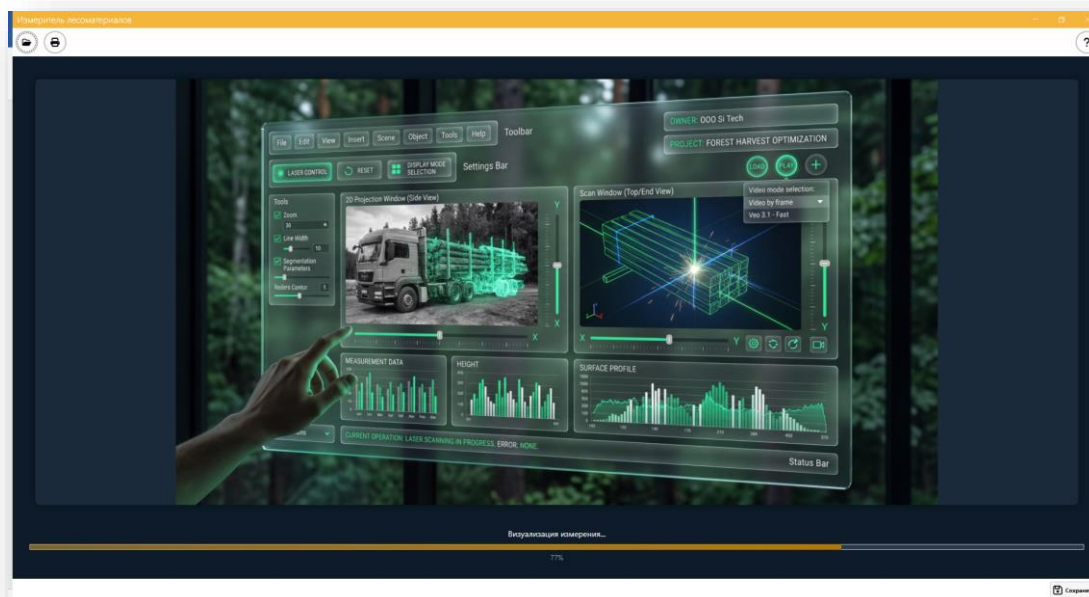 Измеритель лесоматериалов
?
OWNER: OOO Si Tech
PROJECT: FOREST HARVEST OPTIMIZATION
File Edit View Insert Scene Object Tools Help Toolbar
LASER CONTROL RESET DISPLAY MODE SELECTION Settings Bar
LOAD PLAY +
Video mode selection:
Video by frame
Veo 3.1 - Fast
Tools
Zoom
30
Line Width
10
Segmentation
Parameters
1
2D Projection Window (Side View)
Y
X
X
Scan Window (Top/End View)
Y
X
Y
MEASUREMENT DATA
HEIGHT
SURFACE PROFILE
CURRENT OPERATION: LASER SCANNING IN PROGRESS, ERROR: NONE.
Status Bar
Визуализация измерения...
77%